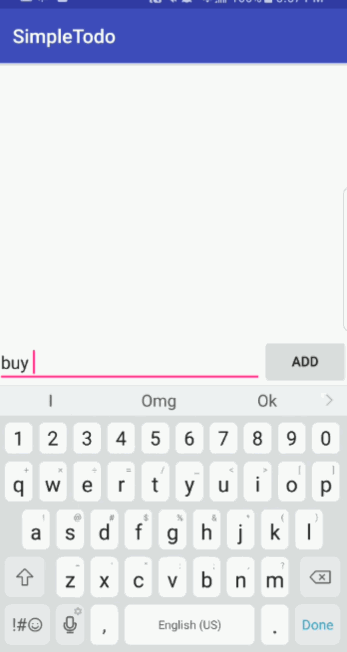 SimpleTodo
buy
ADD
I Omg Ok
1 2 3 4 5 6 7 8 9 0
q w e r t y u i o p
a s d f g h j k l
z x c v b n m
!#☺ , English (US) . Done